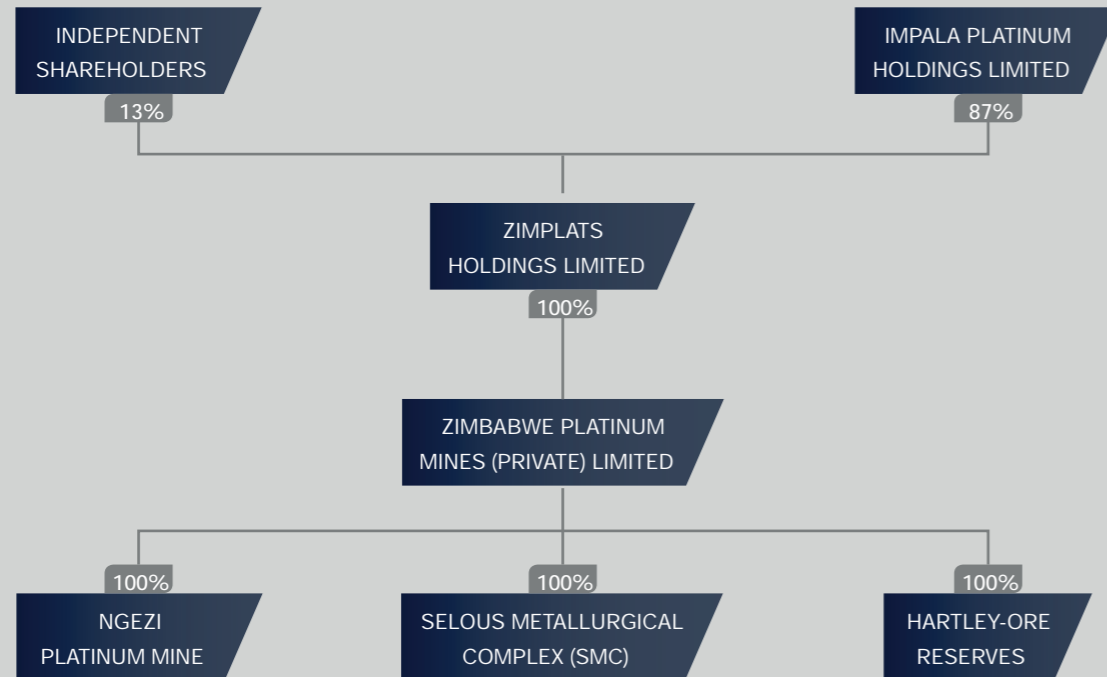 INDEPENDENT
SHAREHOLDERS
13%
IMPALA PLATINUM
HOLDINGS LIMITED
87%
ZIMPLATS
HOLDINGS LIMITED
100%
ZIMBABWE PLATINUM
MINES (PRIVATE) LIMITED
100%
NGEZI
PLATINUM MINE
100%
SELOUS METALLURGICAL
COMPLEX (SMC)
100%
HARTLEY-ORE
RESERVES